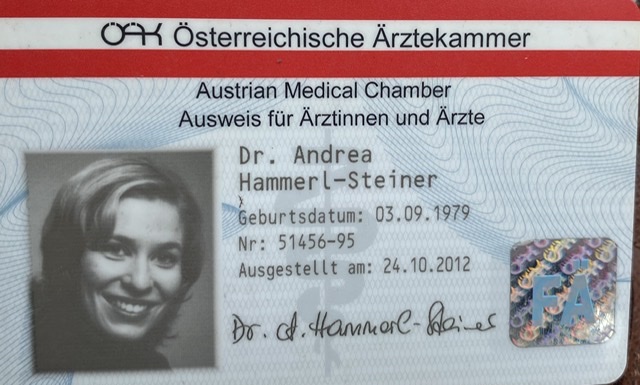 ÖÄK Österreichische Ärztekammer
Austrian Medical Chamber
Ausweis für Ärztinnen und Ärzte
Dr. Andrea
Hammerl-Steiner
Geburtsdatum: 03.09.1979
Nr: 51456-95
Ausgestellt am: 24.10.2012
Dr. A. Hammerl-Steiner
FÄ